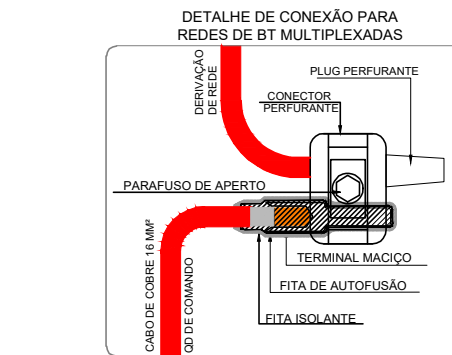 DETALHE DE CONEXÃO PARA
REDES DE BT MULTIPLEXADAS
DERIVAÇÃO
DE REDE
PLUG PERFURANTE
CONECTOR
PERFURANTE
PARAFUSO DE APERTO
TERMINAL MACIÇO
FITA DE AUTOFUSÃO
FITA ISOLANTE
CABO DE COBRE 16 MM²
QD DE COMANDO